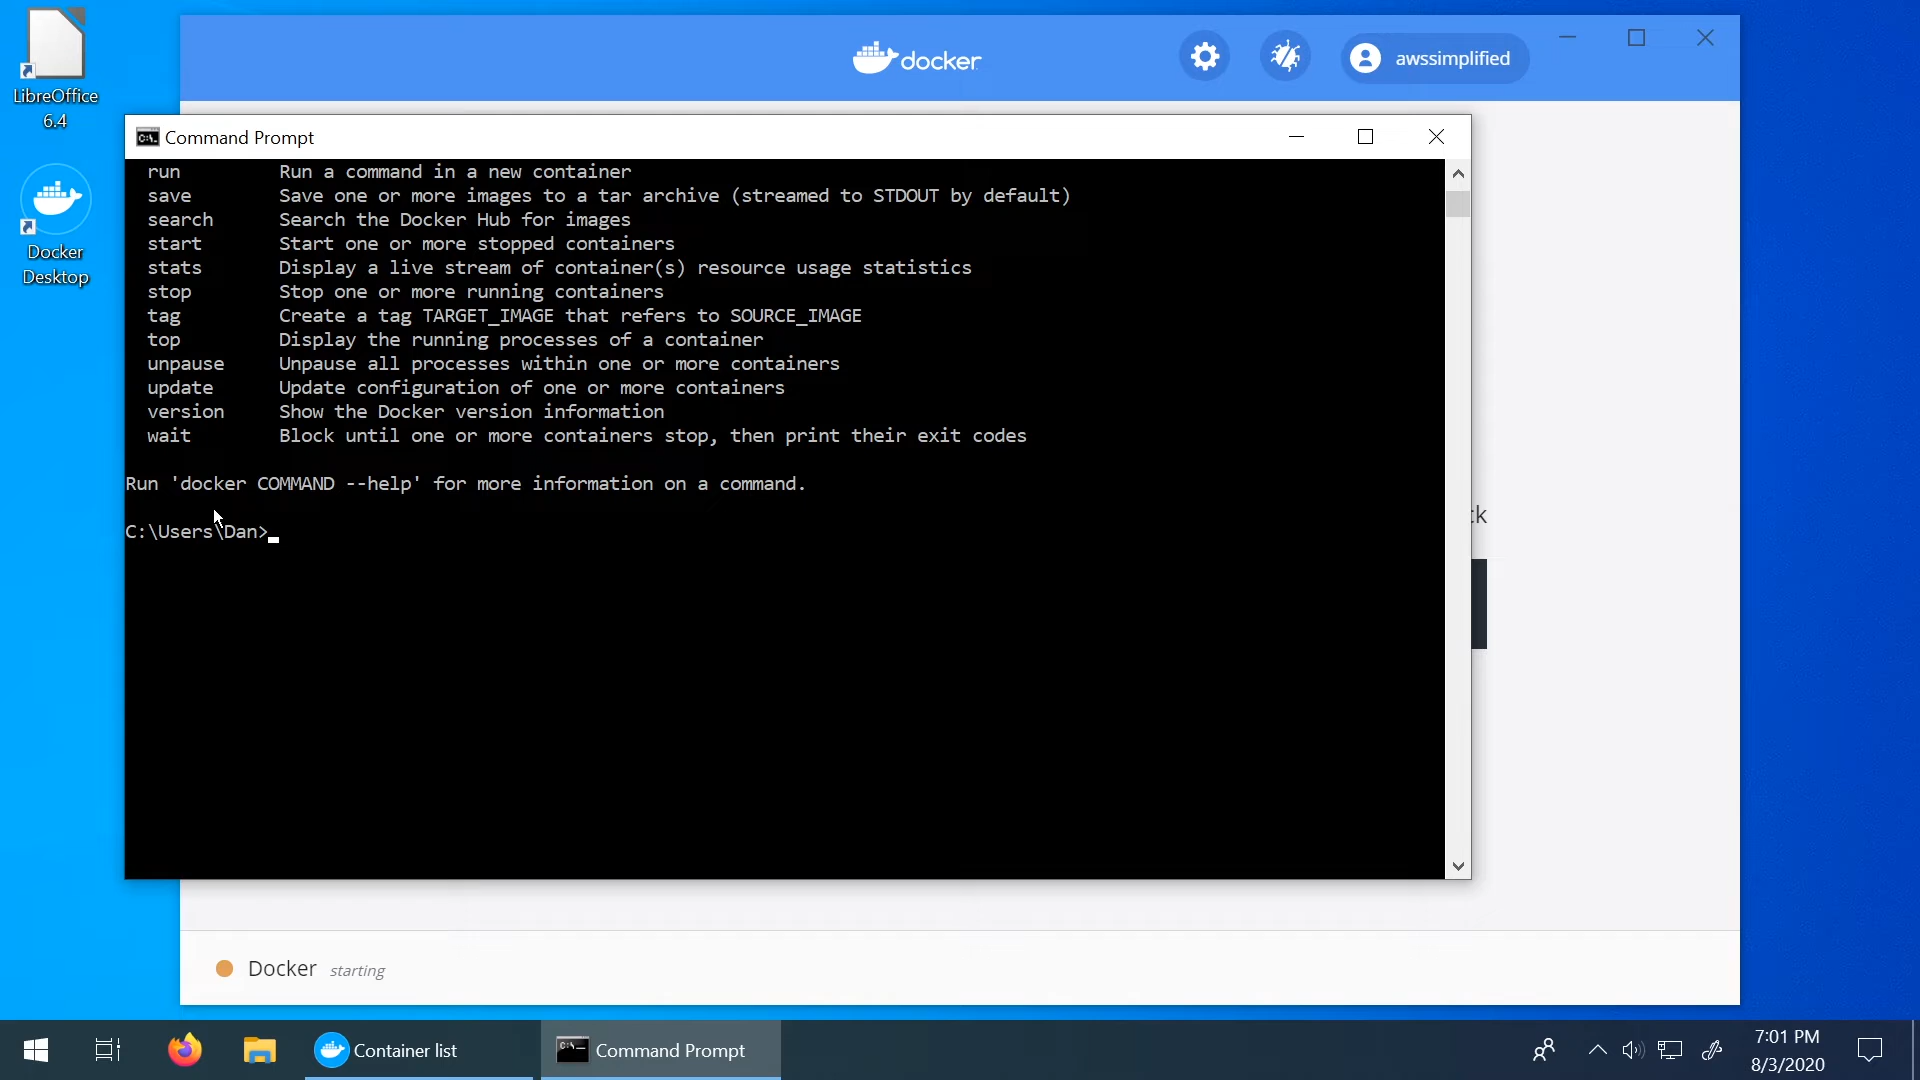 LibreOffice
6.4
Docker
Desktop
docker
awssimplified
Command Prompt
run Run a command in a new container
save Save one or more images to a tar archive (streamed to STDOUT by default)
search Search the Docker Hub for images
start Start one or more stopped containers
stats Display a live stream of container(s) resource usage statistics
stop Stop one or more running containers
tag Create a tag TARGET_IMAGE that refers to SOURCE_IMAGE
top Display the running processes of a container
unpause Unpause all processes within one or more containers
update Update configuration of one or more containers
version Show the Docker version information
wait Block until one or more containers stop, then print their exit codes
Run 'docker COMMAND --help' for more information on a command.
C:\Users\Dan>
ck
Docker starting
Container list
Command Prompt
7:01 PM
8/3/2020